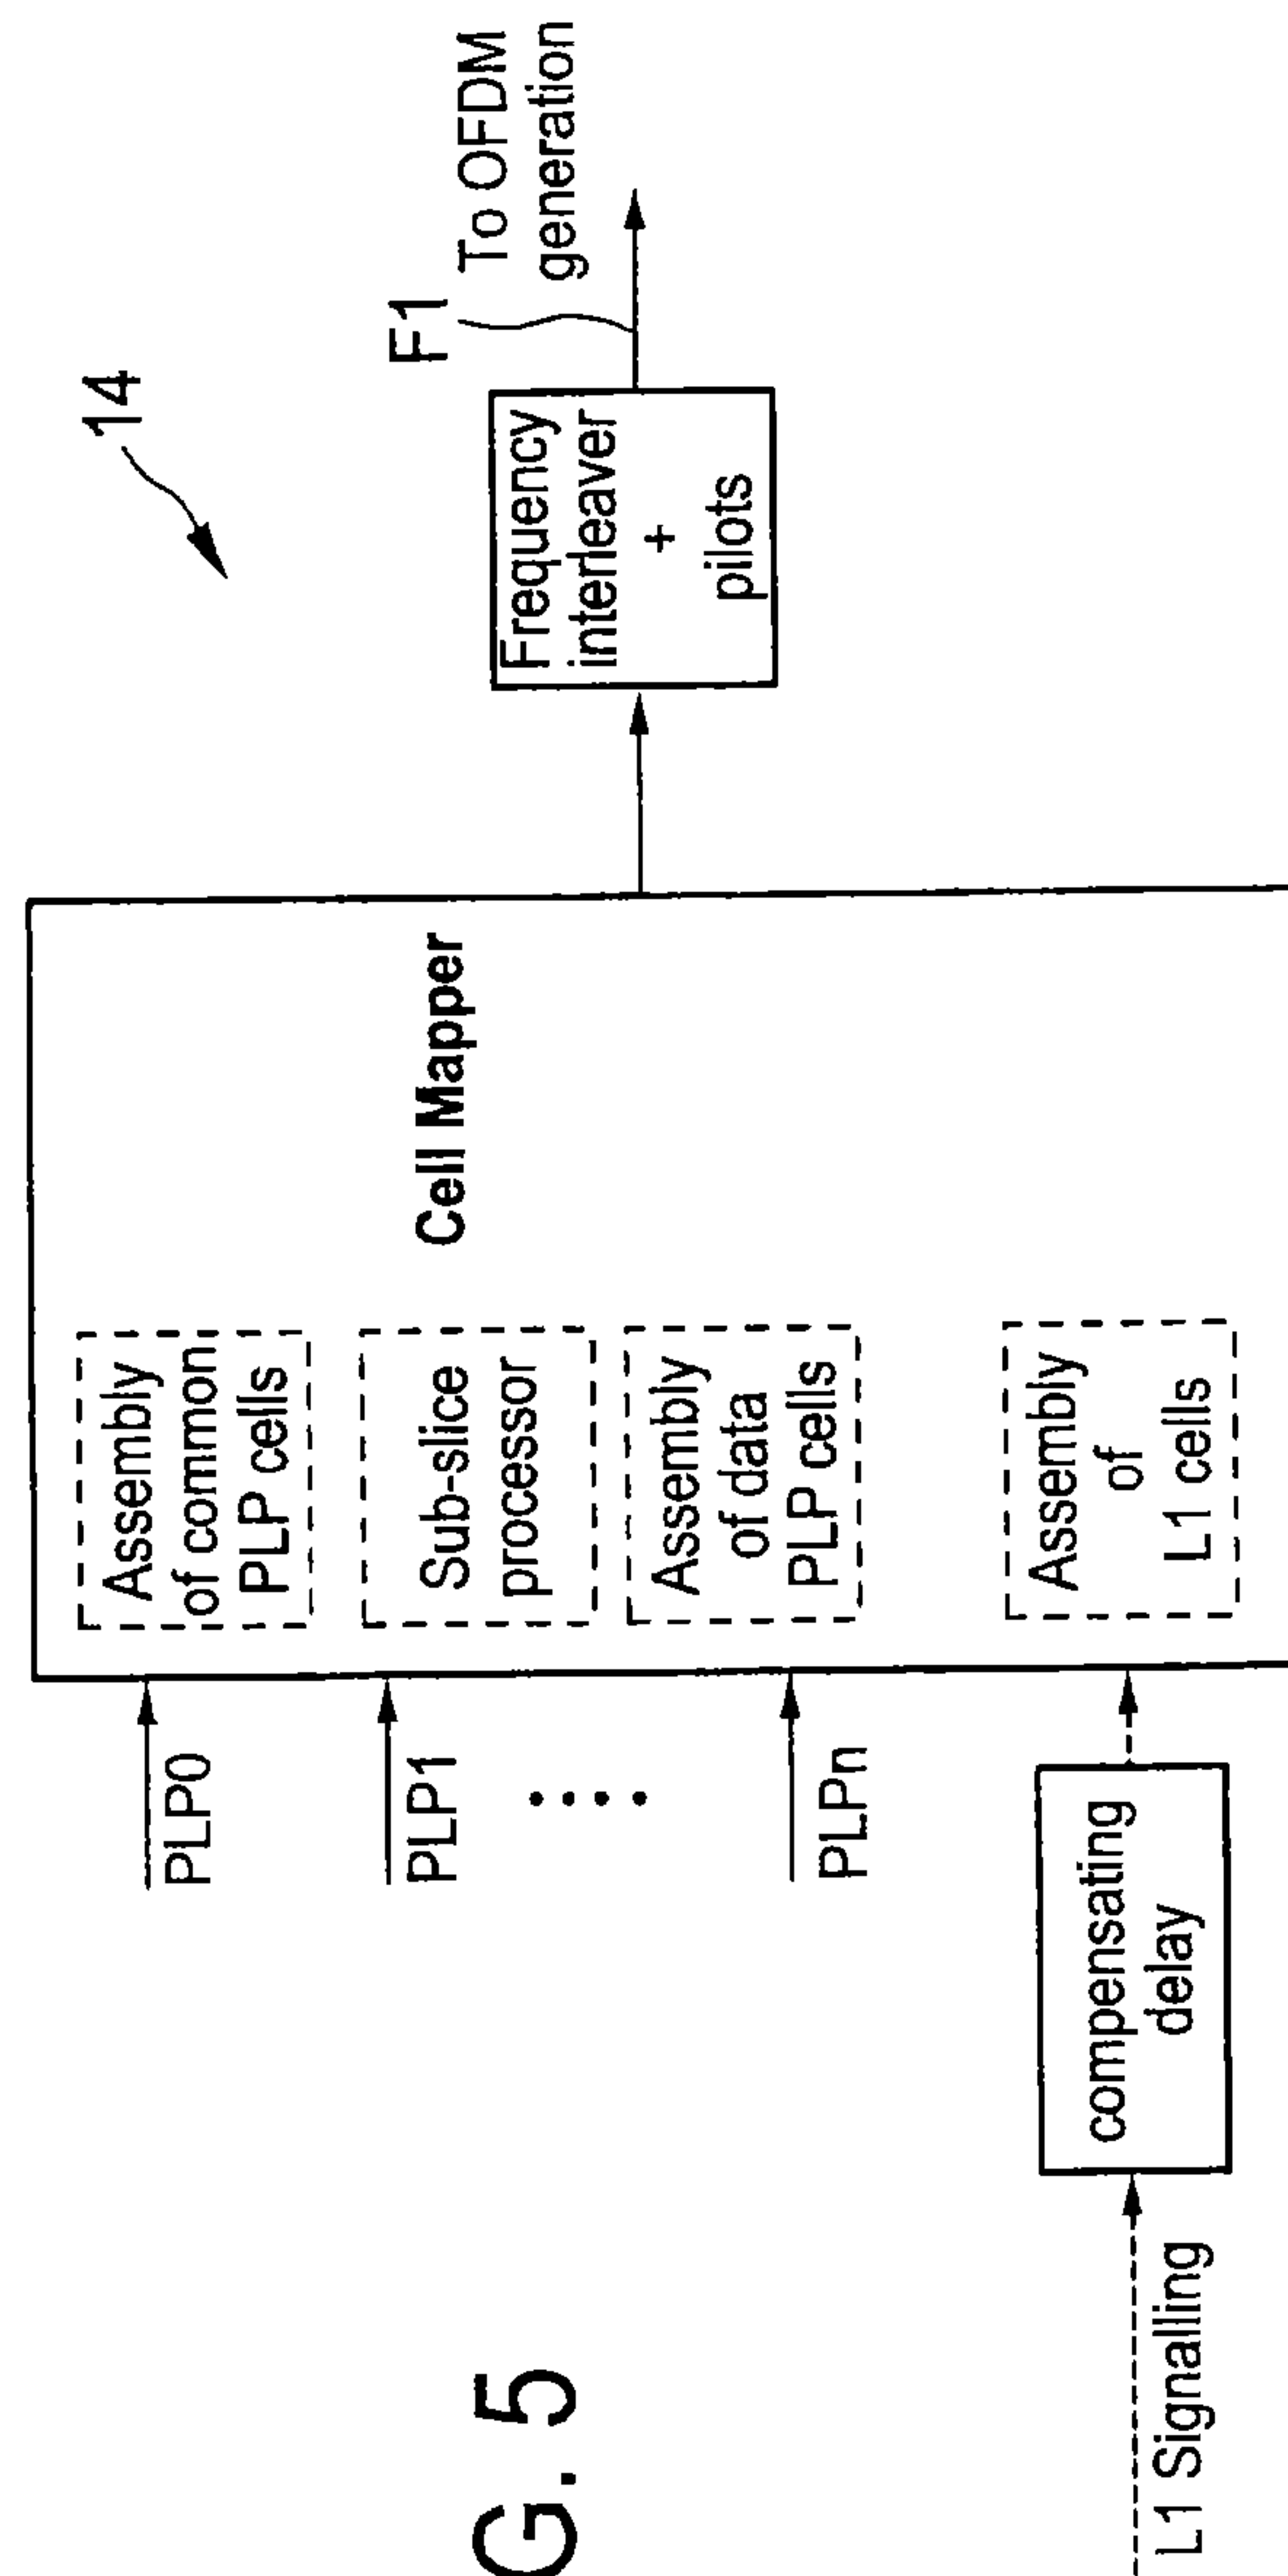 14
F1
To OFDM
generation
Frequency
interleaver
+
pilots
Cell Mapper
Assembly
of common
PLP cells
Sub-slice
processor
Assembly
of data
PLP cells
Assembly
of
L1 cells
PLP0
PLP1
PLPn
compensating
delay
L1 Signalling
G. 5